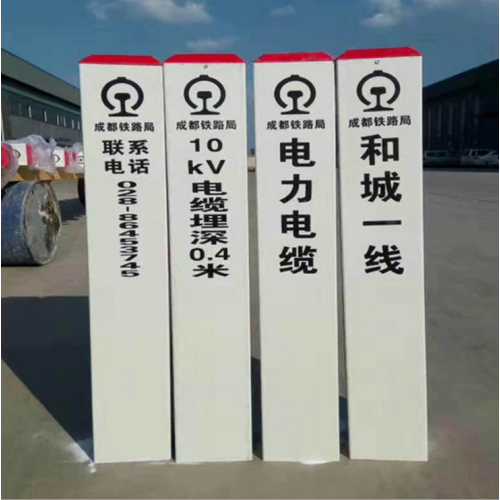 成都铁路局
联系
电话
028-86453745
成都铁路局
10
kV
电缆埋深
0.4
米
成都铁路局
电力电缆
成都铁路局
和城一线